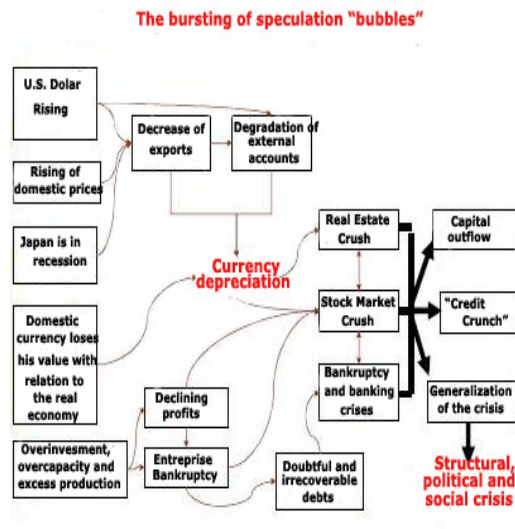 The bursting of speculation “bubbles”
U.S. Dolar
Rising
Decrease of
exports
Degradation of
external
accounts
Rising of
domestic prices
Japan is in
recession
Real Estate
Crush
Capital
outflow
Currency
depreciation
Stock Market
Crush
“Credit
Crunch”
Domestic
currency loses
his value with
relation to
the real
economy
Declining
profits
Bankruptcy
and banking
crises
Generalization
of the crisis
Overinvesment,
overcapacity and
excess production
Entreprise
Bankruptcy
Doubtful and
irrecoverable
debts
Structural,
political and
social crisis